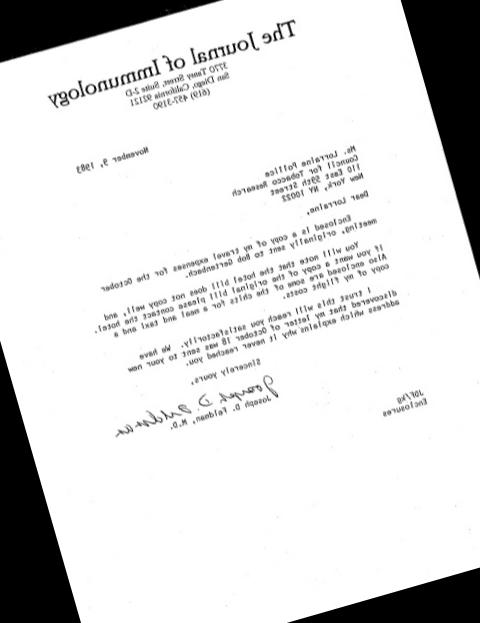 The Journal of Immunology
3770 Tansy Street, Suite 2-D
San Diego, California 92121
(619) 457-3190
November 9, 1983
Ms. Lorraine Pollice
Council for Tobacco Research
110 East 59th Street
New York, NY 10022
Dear Lorraine,
Enclosed is a copy of my travel expenses for the October
meeting, originally sent to Bob Gertenbach.
You will note that the hotel bill does not copy well, and
if you want a copy of the original bill please contact the hotel.
Also enclosed are some of the chits for a meal and taxi and a
copy of my flight costs.
I trust this will reach you satisfactorily. We have
discovered that my letter of October 18 was sent to your new
address which explains why it never reached you.
Sincerely yours,
Joseph D. Feldman
Joseph D. Feldman, M.D.
JDF/kg
Enclosures